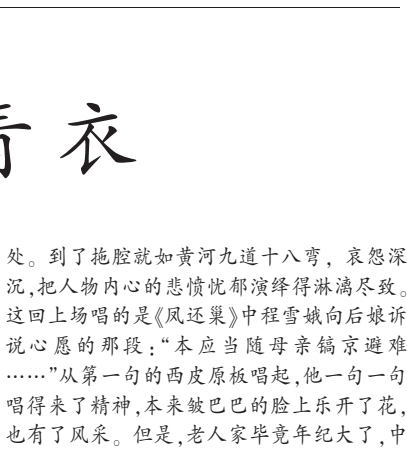 青衣
处。到了拖腔就如黄河九道十八弯，哀怨深
沉,把人物内心的悲愤忧郁演绎得淋漓尽致。
这回上场唱的是《凤还巢》中程雪娥向后娘诉
说心愿的那段:“本应当随母亲镐京避难
……”从第一句的西皮原板唱起,他一句一句
唱得来了精神,本来皱巴巴的脸上乐开了花,
也有了风采。但是,老人家毕竟年纪大了,中